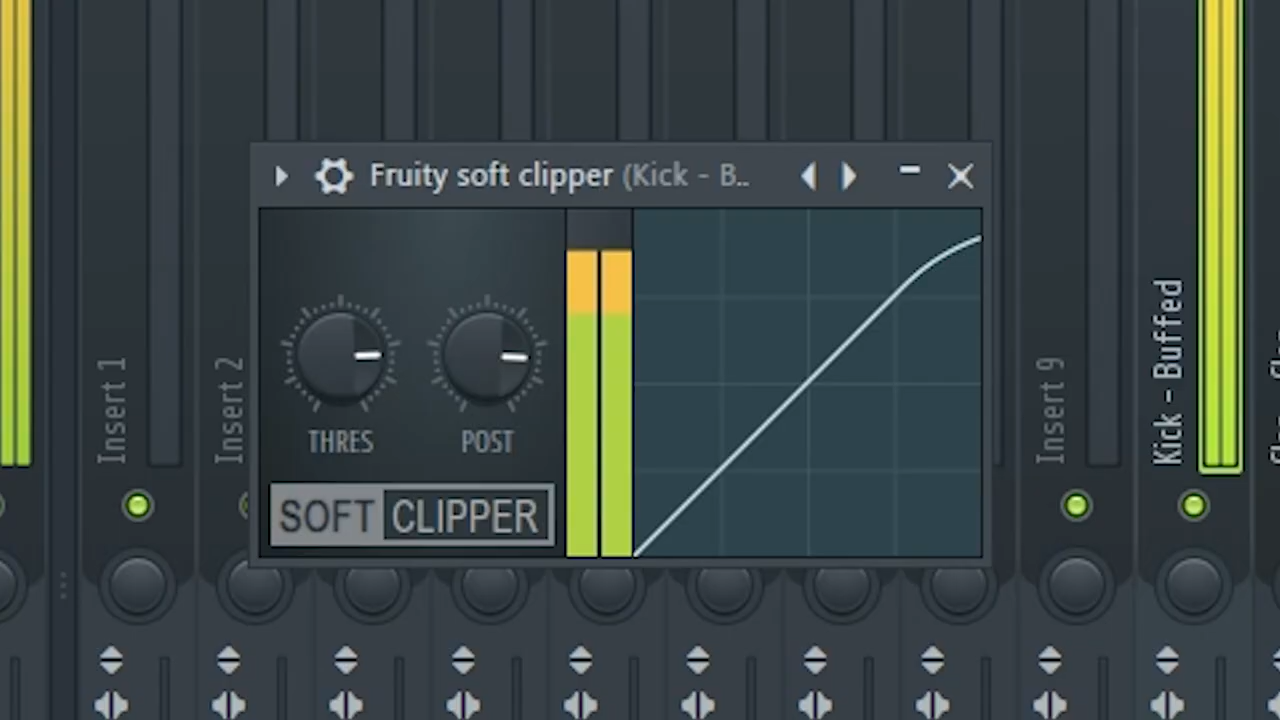 Fruity soft clipper (Kick - B..
THRES
POST
SOFT CLIPPER
Insert 1
Insert 2
Insert 9
Kick - Buffed